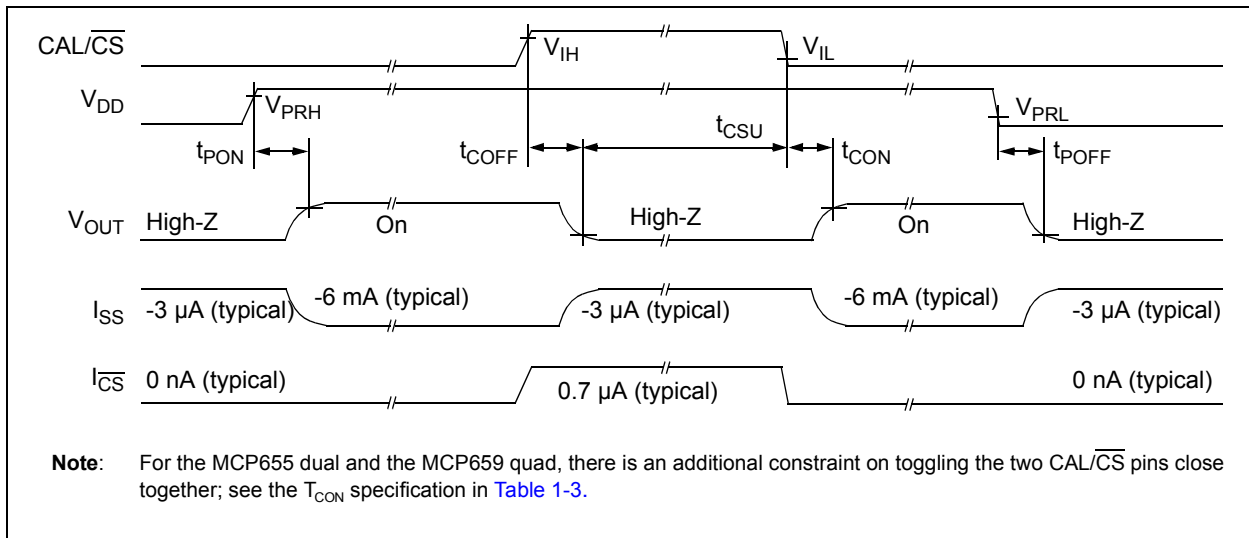 CAL/C̅S̅ V_IH V_IL
V_DD V_PRH V_PRL
t_PON t_COFF t_CSU t_CON t_POFF
V_OUT High-Z On High-Z On High-Z
I_SS -3 µA (typical) -6 mA (typical) -3 µA (typical) -6 mA (typical) -3 µA (typical)
I_C̅S̅ 0 nA (typical) 0.7 µA (typical) 0 nA (typical)
Note: For the MCP655 dual and the MCP659 quad, there is an additional constraint on toggling the two CAL/C̅S̅ pins close
together; see the T_CON specification in Table 1-3.